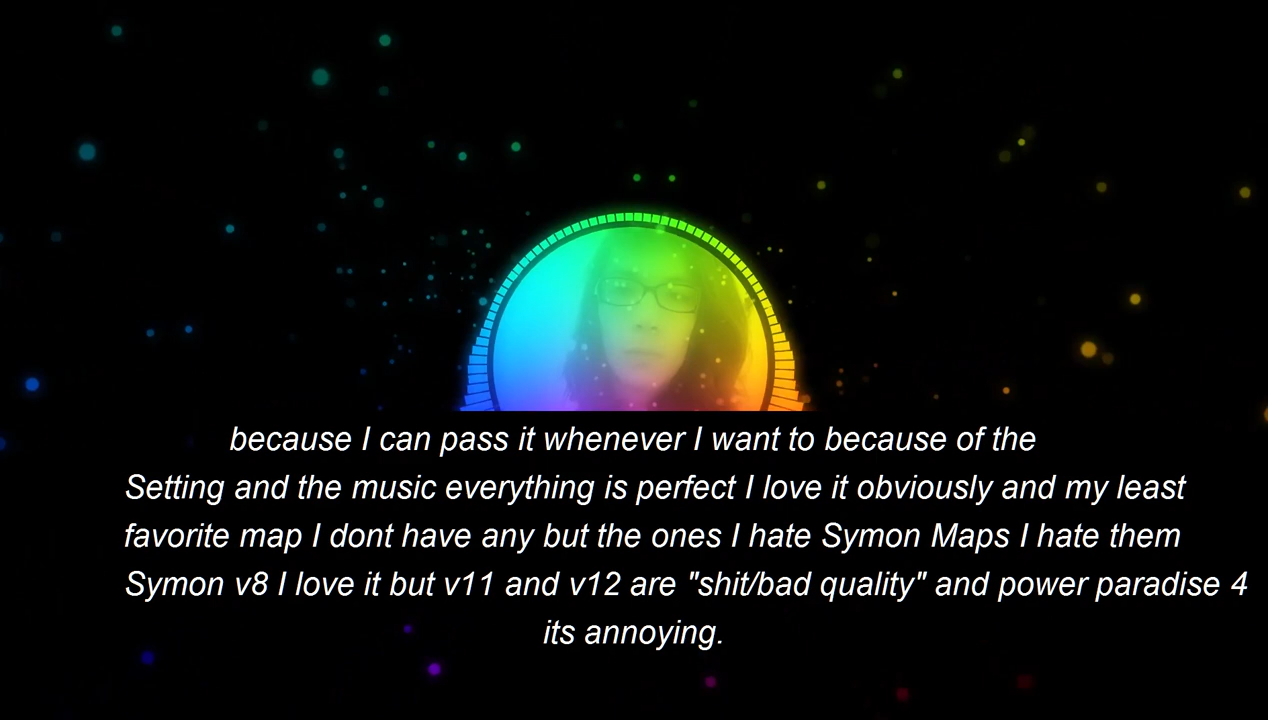 because I can pass it whenever I want to because of the
Setting and the music everything is perfect I love it obviously and my least
favorite map I dont have any but the ones I hate Symon Maps I hate them
Symon v8 I love it but v11 and v12 are "shit/bad quality" and power paradise 4
its annoying.